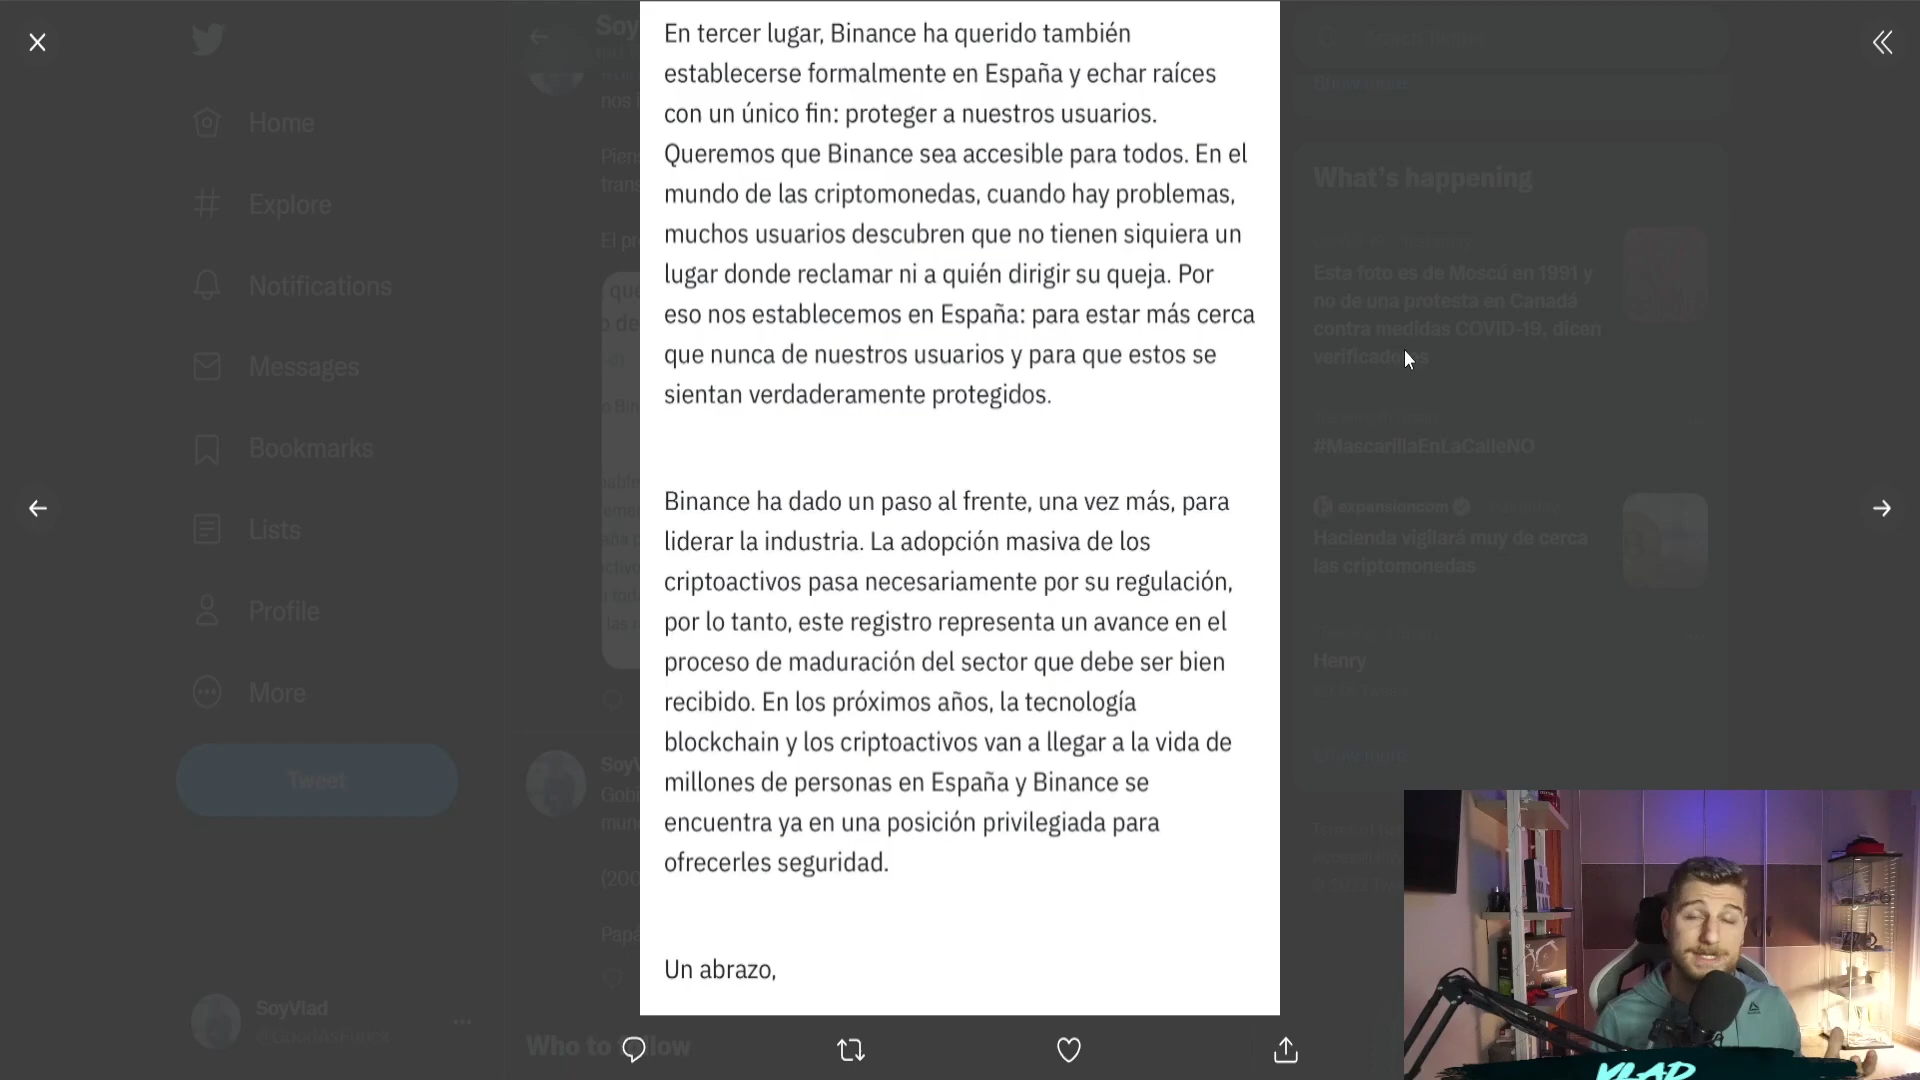 En tercer lugar, Binance ha querido también
establecerse formalmente en España y echar raíces
con un único fin: proteger a nuestros usuarios.
Queremos que Binance sea accesible para todos. En el
mundo de las criptomonedas, cuando hay problemas,
muchos usuarios descubren que no tienen siquiera un
lugar donde reclamar ni a quién dirigir su queja. Por
eso nos establecemos en España: para estar más cerca
que nunca de nuestros usuarios y para que estos se
sientan verdaderamente protegidos.
Binance ha dado un paso al frente, una vez más, para
liderar la industria. La adopción masiva de los
criptoactivos pasa necesariamente por su regulación,
por lo tanto, este registro representa un avance en el
proceso de maduración del sector que debe ser bien
recibido. En los próximos años, la tecnología
blockchain y los criptoactivos van a llegar a la vida de
millones de personas en España y Binance se
encuentra ya en una posición privilegiada para
ofrecerles seguridad.
Un abrazo,
Home
Explore
Notifications
Messages
Bookmarks
Lists
Profile
More
Tweet
SoyVlad
Who to
What's happening
Esta foto es de Moscú en 1991 y
no de una protesta en Canadá
contra medidas COVID-19, dicen
verificadores
#MascarillaEnLaCalleNO
expansioncom
Hacienda vigilará muy de cerca
las criptomonedas
Henry
Show more
VLAD